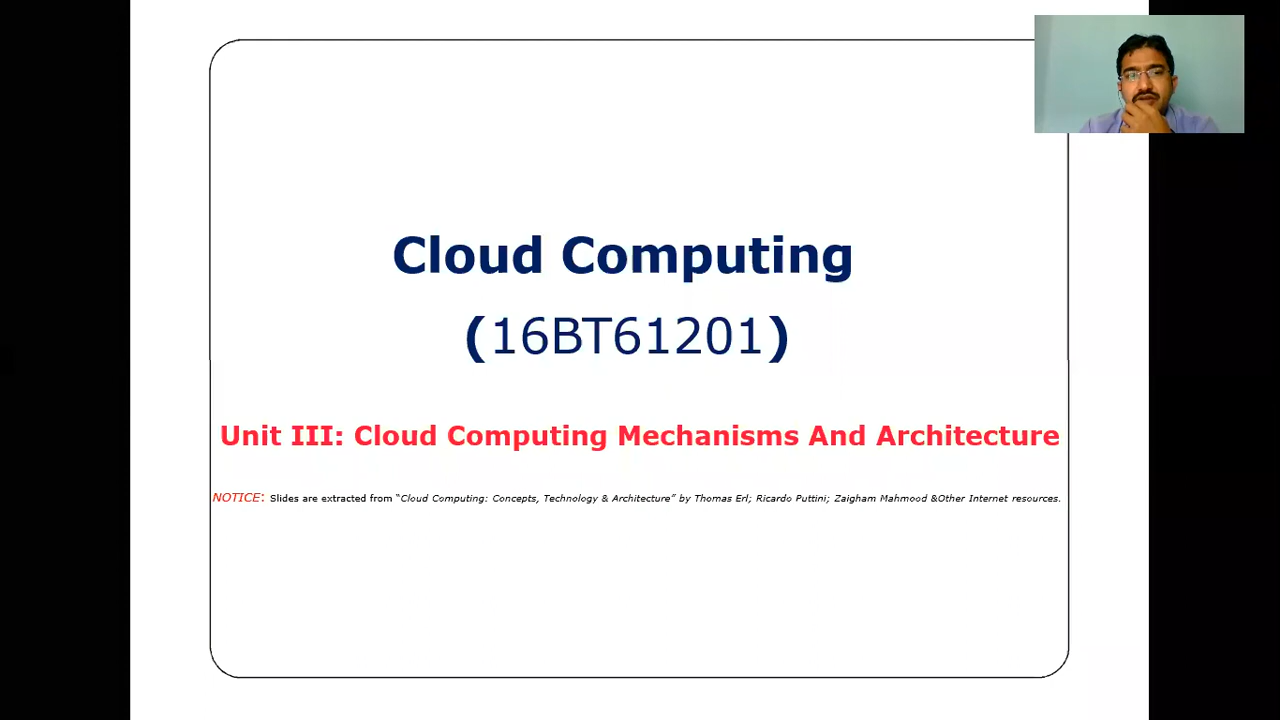 Cloud Computing
(16BT61201)
Unit III: Cloud Computing Mechanisms And Architecture
NOTICE: Slides are extracted from “Cloud Computing: Concepts, Technology & Architecture” by Thomas Erl; Ricardo Puttini; Zaigham Mahmood &Other Internet resources.